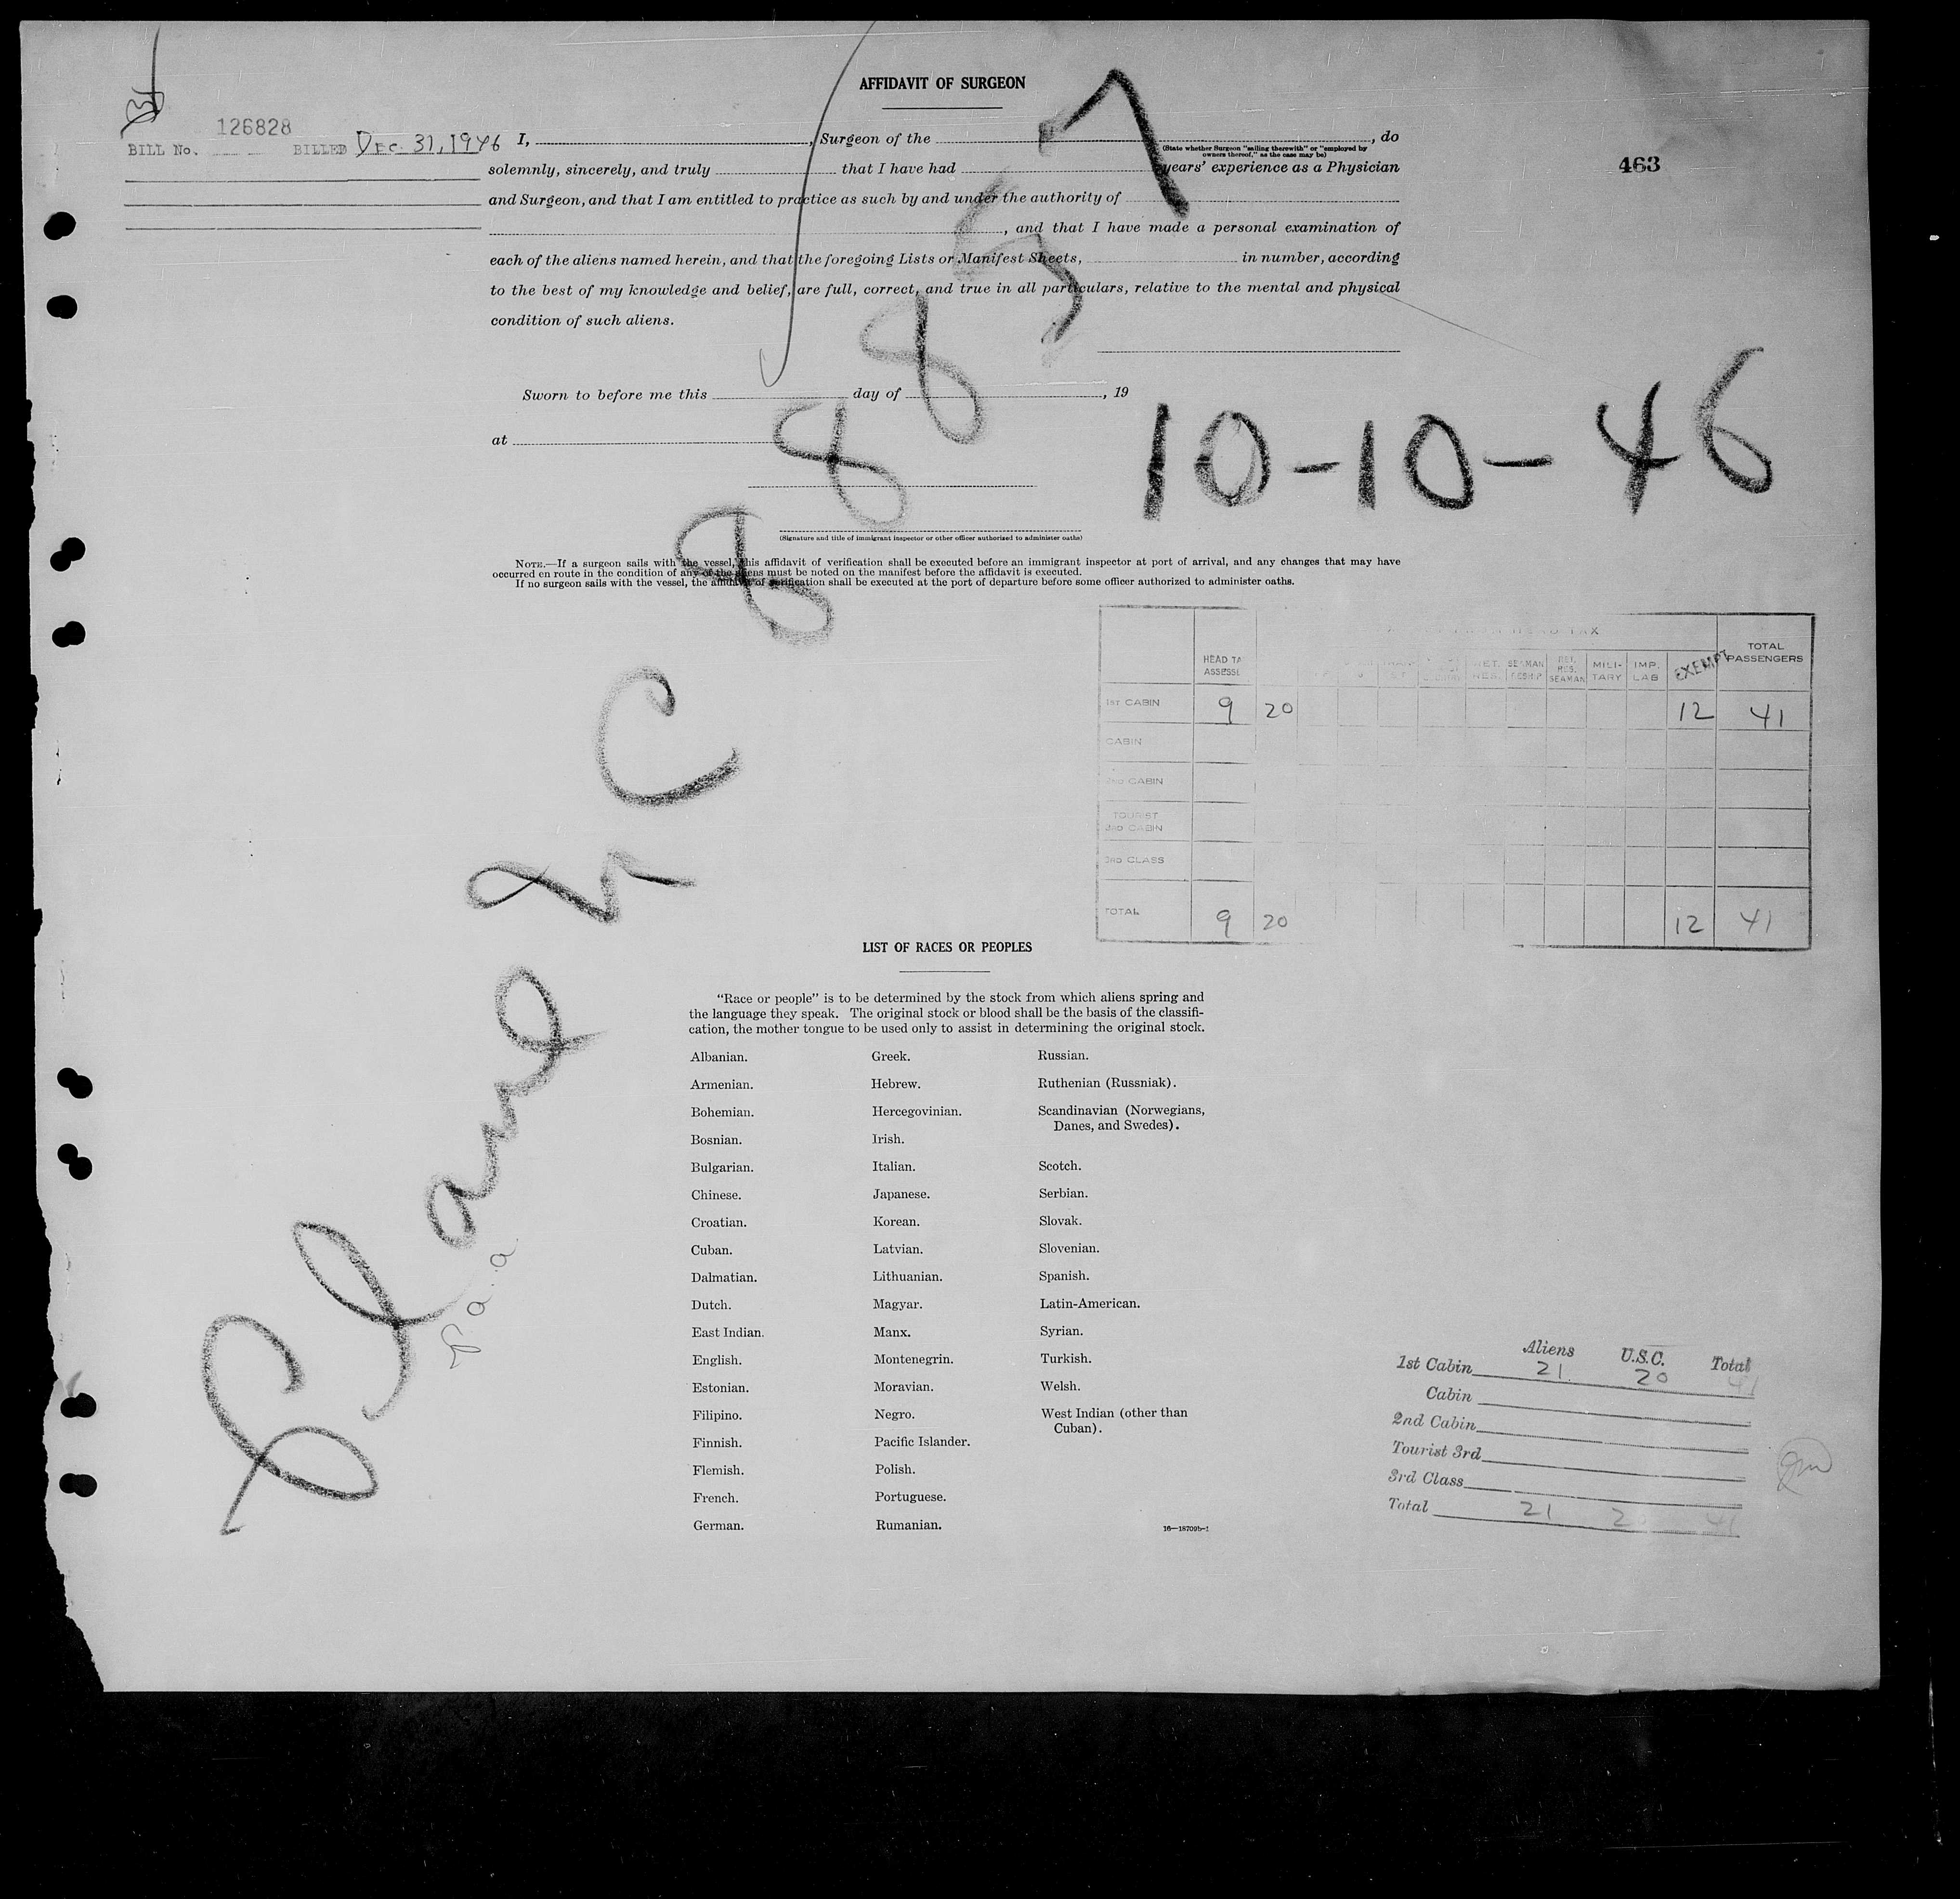 AFFIDAVIT OF SURGEON
126828
BILL No. BILLED Dec. 31, 1946
463
I, , Surgeon of the , do
(State whether Surgeon "sailing therewith" or "employed by
owners thereof," as the case may be)
solemnly, sincerely, and truly that I have had years' experience as a Physician
and Surgeon, and that I am entitled to practice as such by and under the authority of
, and that I have made a personal examination of
each of the aliens named herein, and that the foregoing Lists or Manifest Sheets, in number, according
to the best of my knowledge and belief, are full, correct, and true in all particulars, relative to the mental and physical
condition of such aliens.
Sworn to before me this day of , 19
at
10-10-46
(Signature and title of immigrant inspector or other officer authorized to administer oaths)
NOTE.—If a surgeon sails with the vessel, this affidavit of verification shall be executed before an immigrant inspector at port of arrival, and any changes that may have
occurred en route in the condition of any of the aliens must be noted on the manifest before the affidavit is executed.
If no surgeon sails with the vessel, the affidavit of verification shall be executed at the port of departure before some officer authorized to administer oaths.
Plane NC 88857
TAX
HEAD TA ASSESSE SEAMAN SEAMAN MILI- TARY IMP. LAB EXEMPT TOTAL PASSENGERS
1ST CABIN 9 20 12 41
CABIN
2ND CABIN
TOURIST
3RD CABIN
3RD CLASS
TOTAL 9 20 12 41
LIST OF RACES OR PEOPLES
"Race or people" is to be determined by the stock from which aliens spring and
the language they speak. The original stock or blood shall be the basis of the classifi-
cation, the mother tongue to be used only to assist in determining the original stock.
Albanian. Greek. Russian.
Armenian. Hebrew. Ruthenian (Russniak).
Bohemian. Hercegovinian. Scandinavian (Norwegians,
Danes, and Swedes).
Bosnian. Irish.
Bulgarian. Italian. Scotch.
Chinese. Japanese. Serbian.
Croatian. Korean. Slovak.
Cuban. Latvian. Slovenian.
Dalmatian. Lithuanian. Spanish.
Dutch. Magyar. Latin-American.
East Indian. Manx. Syrian.
English. Montenegrin. Turkish.
Estonian. Moravian. Welsh.
Filipino. Negro. West Indian (other than
Cuban).
Finnish. Pacific Islander.
Flemish. Polish.
French. Portuguese.
German. Rumanian.
16—18709b-1
Aliens U.S.C. Total
1st Cabin 21 20 41
Cabin
2nd Cabin
Tourist 3rd
3rd Class
Total 21 20 41